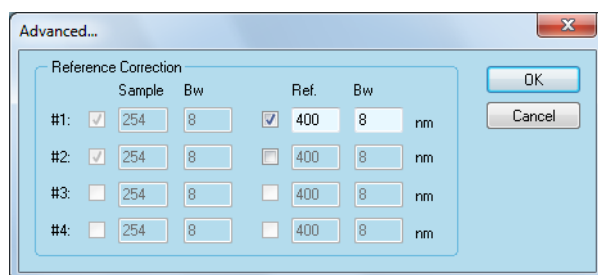 Advanced...
Reference Correction
Sample Bw Ref. Bw
#1: 254 8 400 8 nm
#2: 254 8 400 8 nm
#3: 254 8 400 8 nm
#4: 254 8 400 8 nm
OK
Cancel